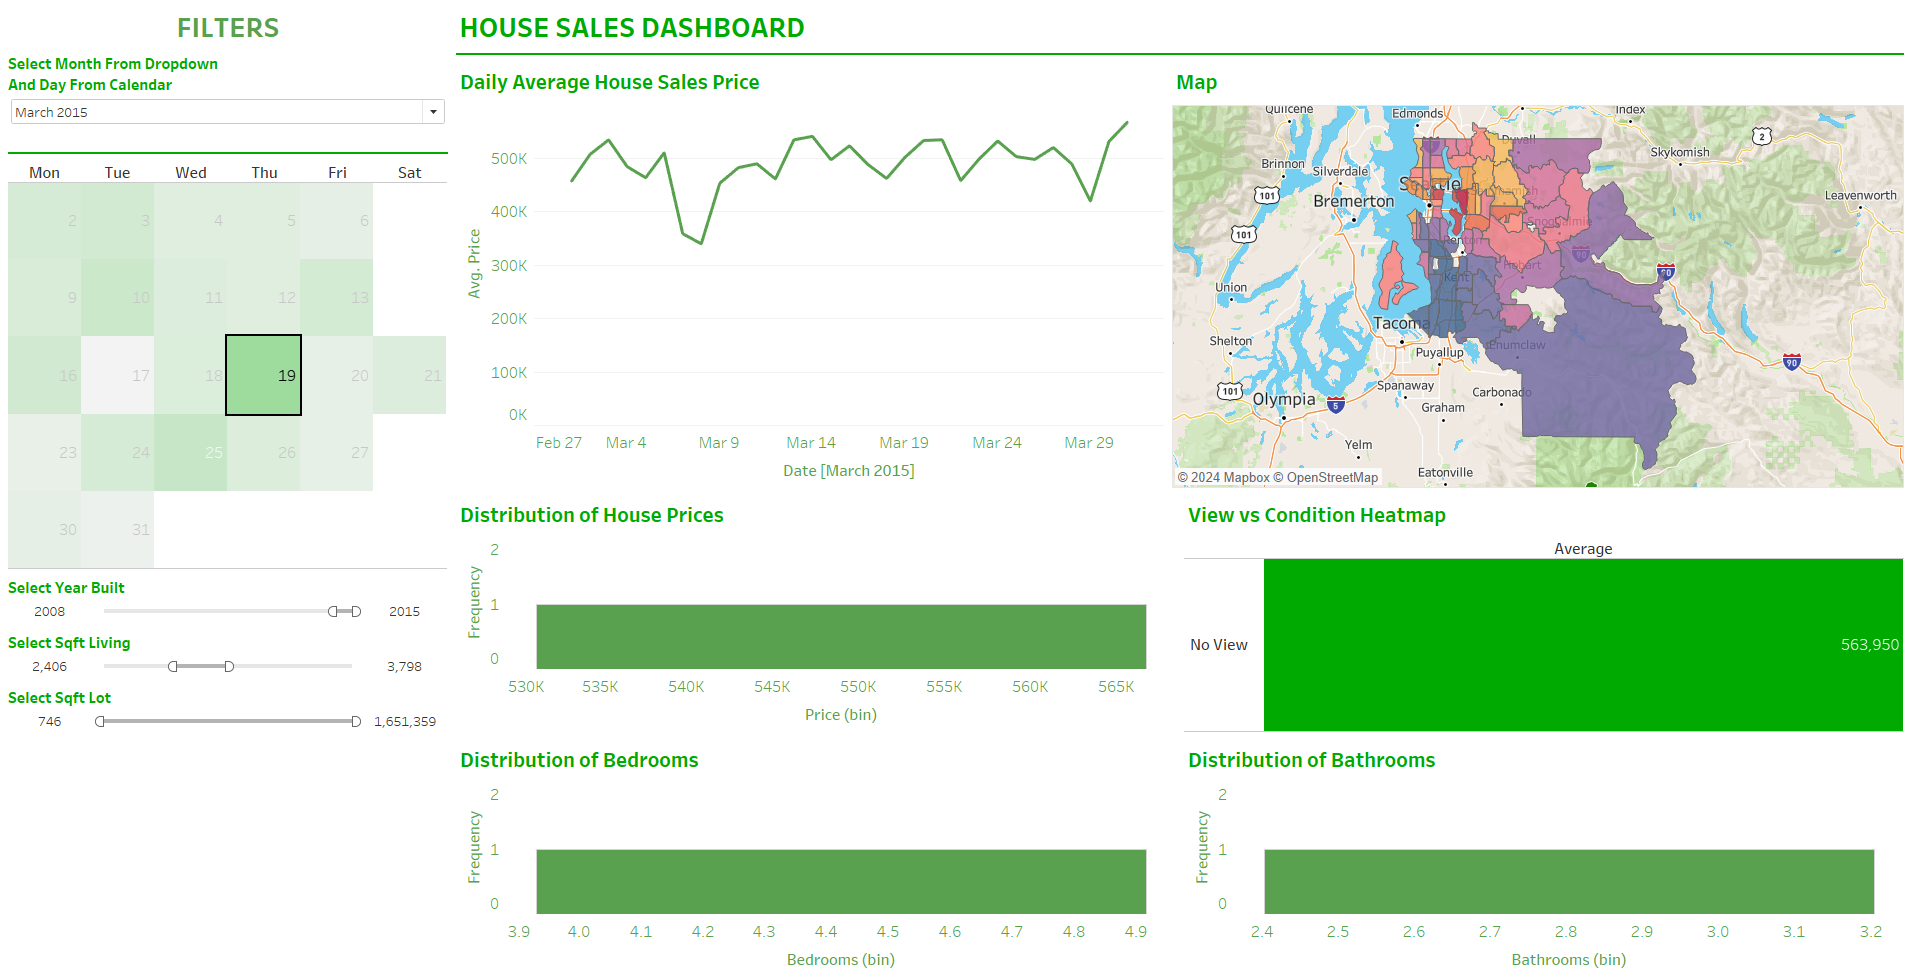 FILTERS
Select Month From Dropdown
And Day From Calendar
March 2015
Mon Tue Wed Thu Fri Sat
2 3 4 5 6
9 10 11 12 13
16 17 18 19 20 21
23 24 25 26 27
30 31
Select Year Built
2008 2015
Select Sqft Living
2,406 3,798
Select Sqft Lot
746 1,651,359
HOUSE SALES DASHBOARD
Daily Average House Sales Price
Avg. Price
500K
400K
300K
200K
100K
0K
Feb 27 Mar 4 Mar 9 Mar 14 Mar 19 Mar 24 Mar 29
Date [March 2015]
Map
Quilcene
Edmonds
Index
Duvall
2
Brinnon
Silverdale
Skykomish
Seattle
Sammamish
101
Bremerton
Leavenworth
Snoqualmie
101
Renton
90
Hobart
90
Kent
Union
Tacoma
Shelton
Puyallup
Enumclaw
90
Spanaway
Carbonado
101
Olympia
5
Graham
Yelm
Eatonville
© 2024 Mapbox © OpenStreetMap
Distribution of House Prices
Frequency
2
1
0
530K 535K 540K 545K 550K 555K 560K 565K
Price (bin)
View vs Condition Heatmap
Average
No View 563,950
Distribution of Bedrooms
Frequency
2
1
0
3.9 4.0 4.1 4.2 4.3 4.4 4.5 4.6 4.7 4.8 4.9
Bedrooms (bin)
Distribution of Bathrooms
Frequency
2
1
0
2.4 2.5 2.6 2.7 2.8 2.9 3.0 3.1 3.2
Bathrooms (bin)